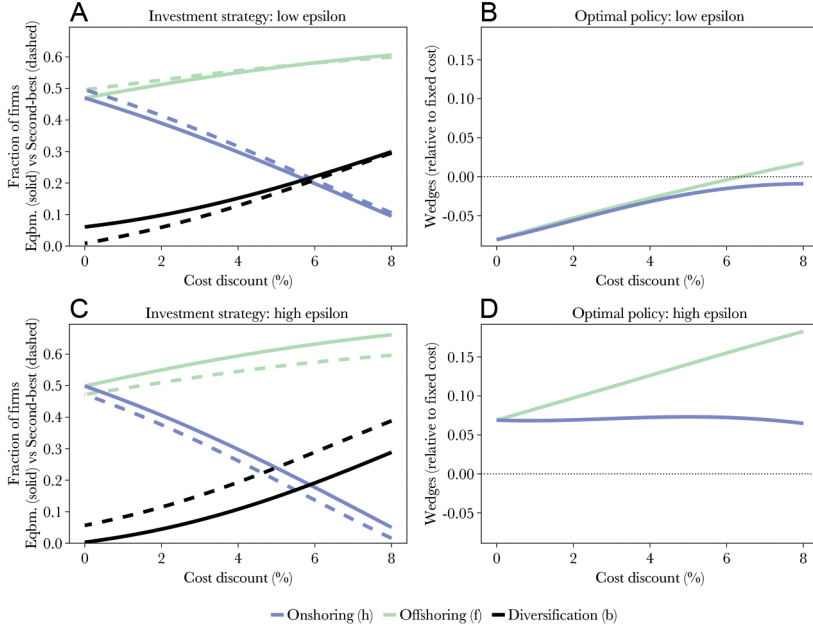 A
Investment strategy: low epsilon
Fraction of firms
Eqbm. (solid) vs Second-best (dashed)
0.6
0.5
0.4
0.3
0.2
0.1
0.0
0 2 4 6 8
Cost discount (%)
B
Optimal policy: low epsilon
Wedges (relative to fixed cost)
0.15
0.10
0.05
0.00
-0.05
0 2 4 6 8
Cost discount (%)
C
Investment strategy: high epsilon
Fraction of firms
Eqbm. (solid) vs Second-best (dashed)
0.6
0.5
0.4
0.3
0.2
0.1
0.0
0 2 4 6 8
Cost discount (%)
D
Optimal policy: high epsilon
Wedges (relative to fixed cost)
0.15
0.10
0.05
0.00
-0.05
0 2 4 6 8
Cost discount (%)
Onshoring (h) Offshoring (f) Diversification (b)